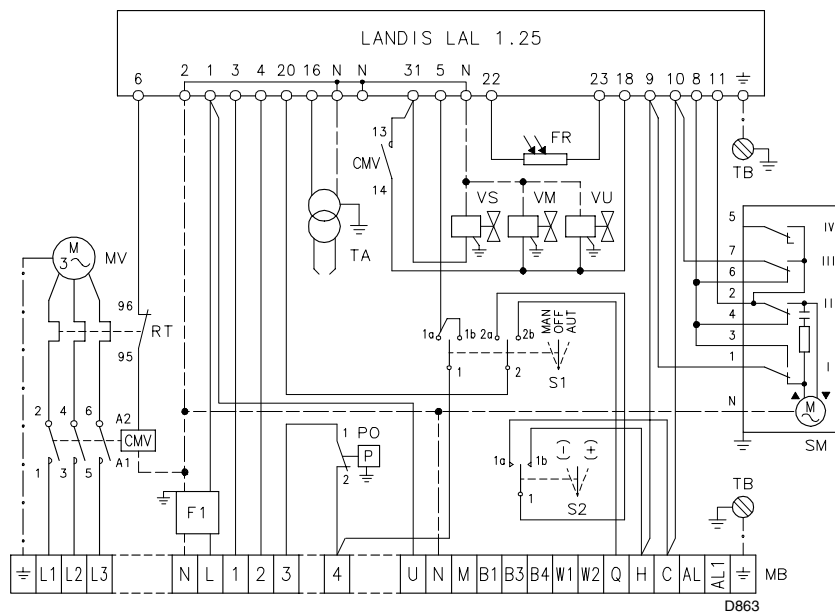 LANDIS LAL 1.25
6 2 1 3 4 20 16 N N 31 5 N 22 23 18 9 10 8 11
13
CMV
14
FR
TB
TA
VS VM VU
5 IV
7 III
6
2 II
4
3
1 I
N
M
SM
M
3
MV
96
RT
95
1a 1b 2a 2b
MAN
OFF
AUT
1 2
S1
2 4 6 A2
CMV
1 3 5 A1
1 PO
P
2
1a 1b
(-) (+)
1
S2
F1
TB
L1 L2 L3 N L 1 2 3 4 U N M B1 B3 B4 W1 W2 Q H C AL AL1 MB
D863